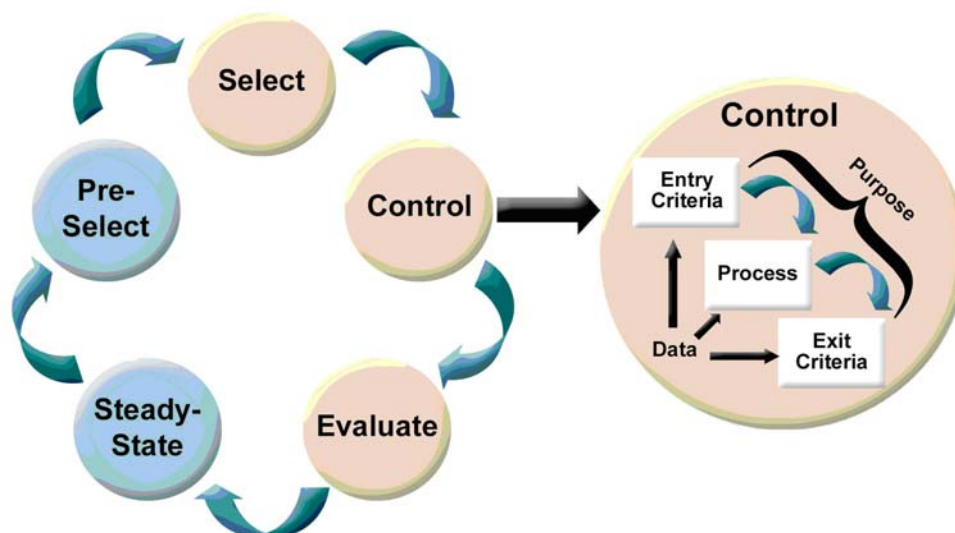 Select
Pre-
Select
Control
Steady-
State
Evaluate
Control
Entry
Criteria
Purpose
Process
Data
Exit
Criteria